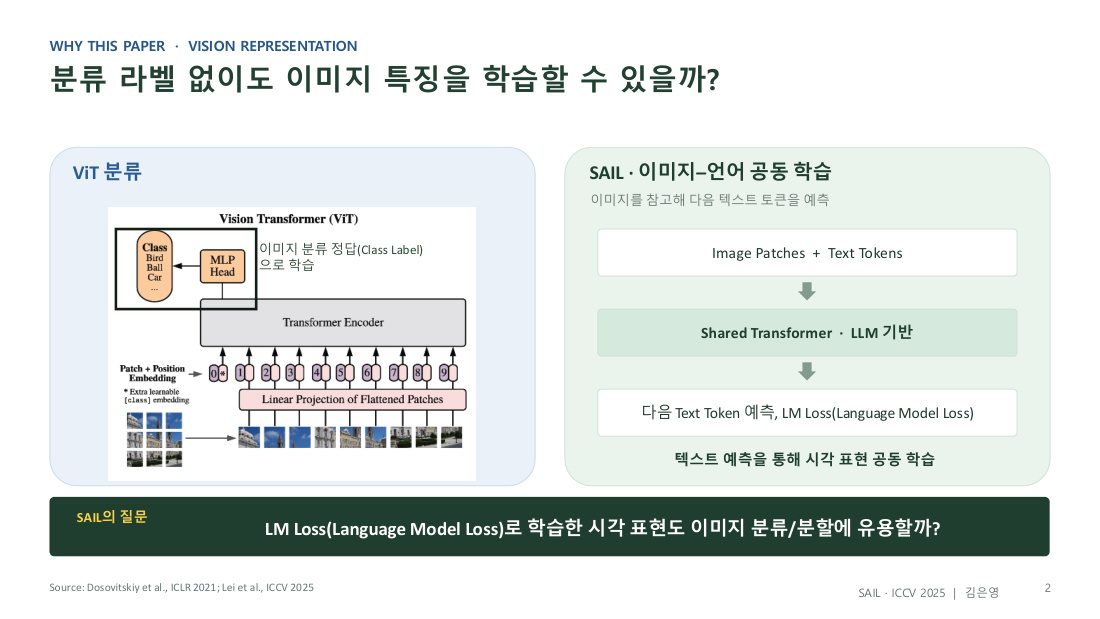 WHY THIS PAPER · VISION REPRESENTATION
분류 라벨 없이도 이미지 특징을 학습할 수 있을까?
ViT 분류
Vision Transformer (ViT)
Class
Bird
Ball
Car
...
MLP
Head
이미지 분류 정답(Class Label)
으로 학습
Transformer Encoder
Patch + Position
Embedding
* Extra learnable
[class] embedding
0 * 1 2 3 4 5 6 7 8 9
Linear Projection of Flattened Patches
SAIL · 이미지–언어 공동 학습
이미지를 참고해 다음 텍스트 토큰을 예측
Image Patches + Text Tokens
Shared Transformer · LLM 기반
다음 Text Token 예측, LM Loss(Language Model Loss)
텍스트 예측을 통해 시각 표현 공동 학습
SAIL의 질문
LM Loss(Language Model Loss)로 학습한 시각 표현도 이미지 분류/분할에 유용할까?
Source: Dosovitskiy et al., ICLR 2021; Lei et al., ICCV 2025
SAIL · ICCV 2025 | 김은영
2